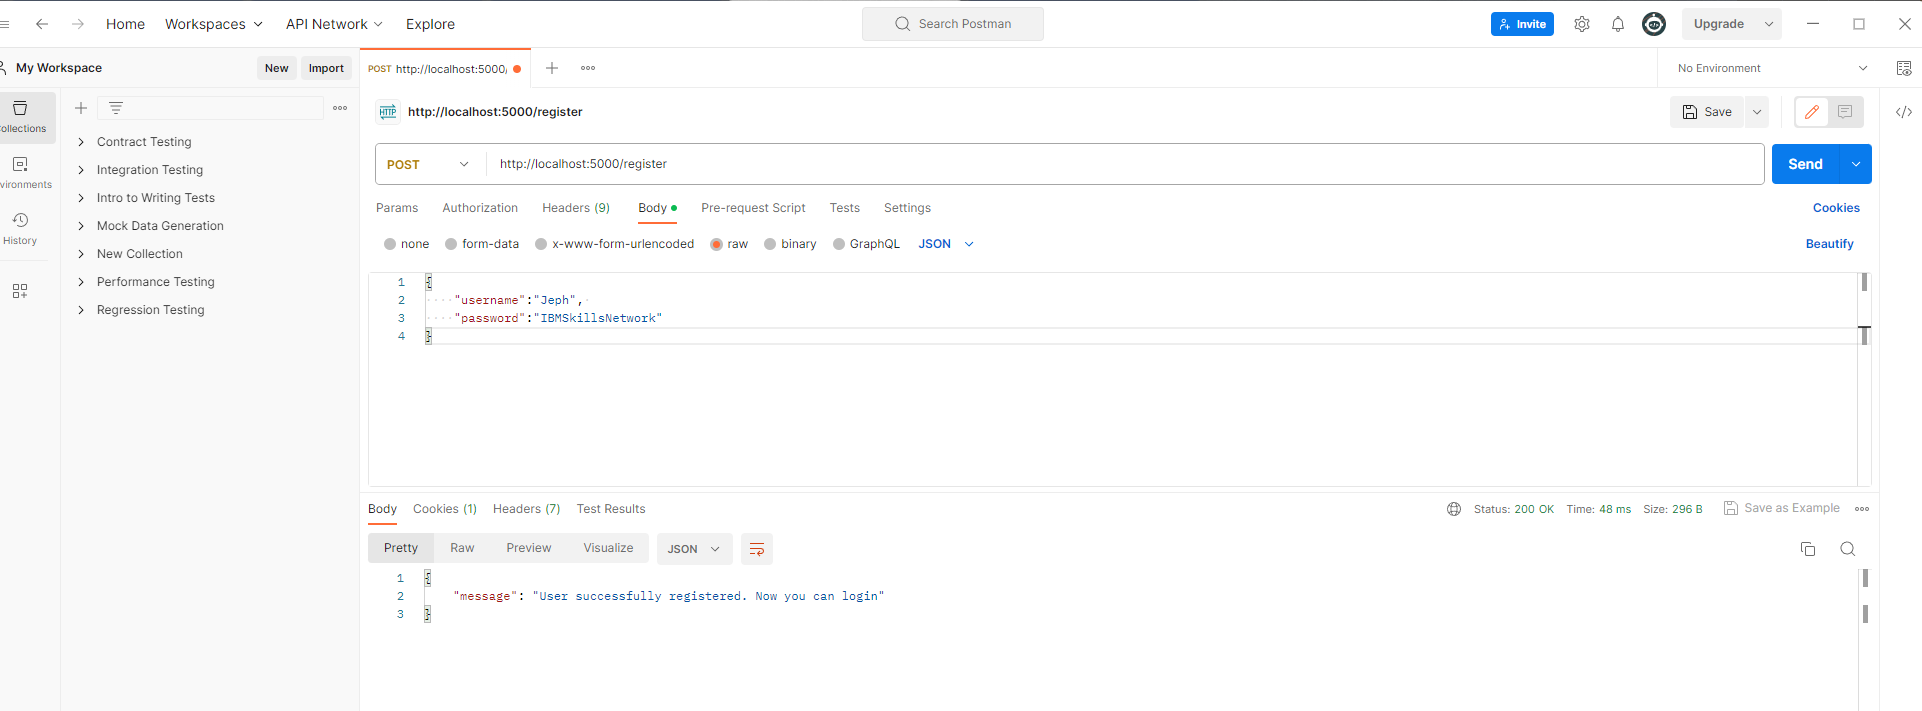 Home Workspaces API Network Explore Search Postman Invite Upgrade
My Workspace New Import POST http://localhost:5000/ No Environment
HTTP http://localhost:5000/register Save
ollections
Contract Testing
Integration Testing
Intro to Writing Tests
Mock Data Generation
New Collection
Performance Testing
Regression Testing
vironments
History
POST http://localhost:5000/register Send
Params Authorization Headers (9) Body Pre-request Script Tests Settings Cookies
none form-data x-www-form-urlencoded raw binary GraphQL JSON Beautify
1 {
2 "username":"Jeph",
3 "password":"IBMSkillsNetwork"
4 }
Body Cookies (1) Headers (7) Test Results Status: 200 OK Time: 48 ms Size: 296 B Save as Example
Pretty Raw Preview Visualize JSON
1 {
2 "message": "User successfully registered. Now you can login"
3 }